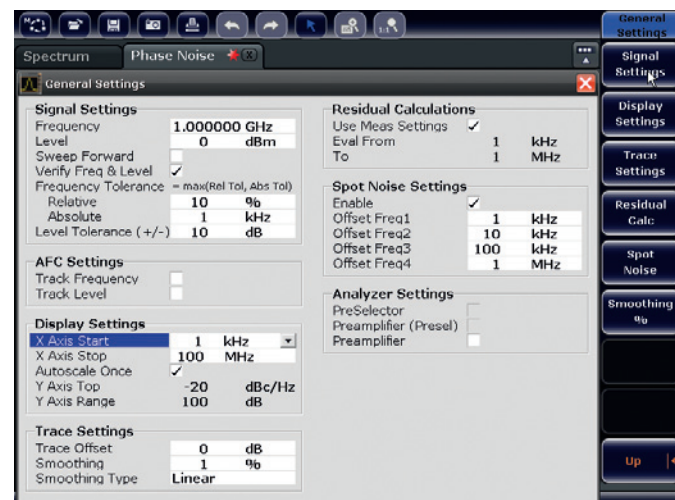 General Settings
Spectrum
Phase Noise
General Settings
Signal Settings
Frequency 1.000000 GHz
Level 0 dBm
Sweep Forward
Verify Freq & Level
Frequency Tolerance = max(Rel Tol, Abs Tol)
Relative 10 %
Absolute 1 kHz
Level Tolerance (+/-) 10 dB
AFC Settings
Track Frequency
Track Level
Display Settings
X Axis Start 1 kHz
X Axis Stop 100 MHz
Autoscale Once
Y Axis Top -20 dBc/Hz
Y Axis Range 100 dB
Trace Settings
Trace Offset 0 dB
Smoothing 1 %
Smoothing Type Linear
Residual Calculations
Use Meas Settings
Eval From 1 kHz
To 1 MHz
Spot Noise Settings
Enable
Offset Freq1 1 kHz
Offset Freq2 10 kHz
Offset Freq3 100 kHz
Offset Freq4 1 MHz
Analyzer Settings
PreSelector
Preamplifier (Presel)
Preamplifier
Signal
Settings
Display
Settings
Trace
Settings
Residual
Calc
Spot
Noise
Smoothing
%
Up